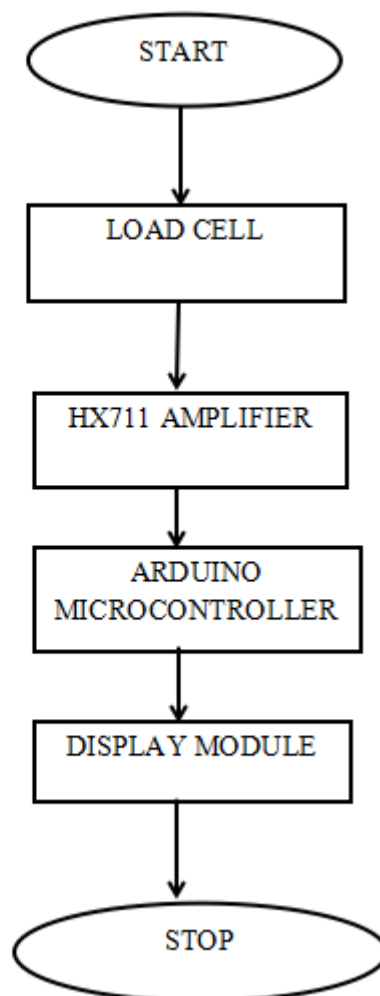 START
LOAD CELL
HX711 AMPLIFIER
ARDUINO
MICROCONTROLLER
DISPLAY MODULE
STOP